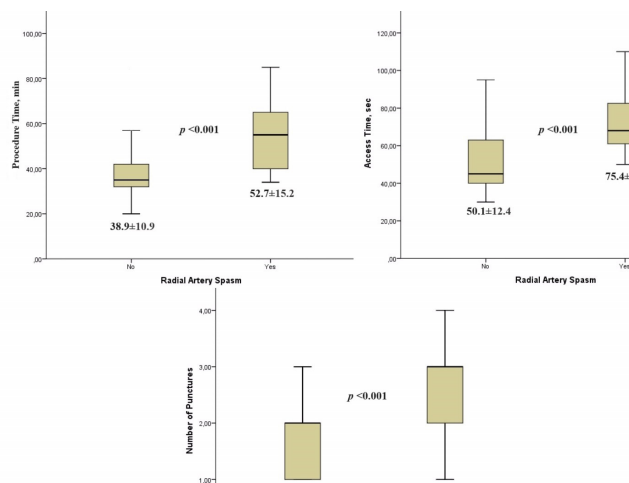 100,00
80,00
60,00
40,00
20,00
,00
Procedure Time, min
p <0.001
38.9±10.9
52.7±15.2
No
Yes
Radial Artery Spasm
120,00
100,00
80,00
60,00
40,00
20,00
,00
Access Time, sec
p <0.001
50.1±12.4
75.4±
No
Yes
Radial Artery Spasm
4,00
3,00
2,00
1,00
Number of Punctures
p <0.001